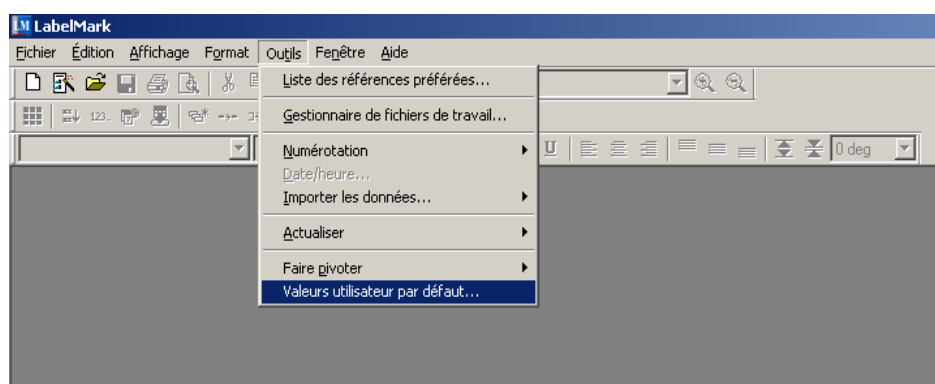 LM LabelMark
Fichier Édition Affichage Format Outils Fenêtre Aide
Liste des références préférées...
Gestionnaire de fichiers de travail...
123..
Numérotation
U
0 deg
Date/heure...
Importer les données...
Actualiser
Faire pivoter
Valeurs utilisateur par défaut...